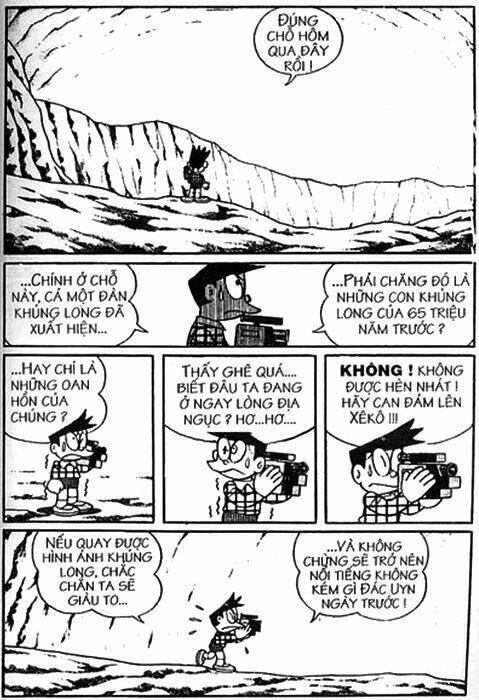 ĐÚNG
CHỖ HÔM
QUA ĐÂY
RỒI !
...CHÍNH Ở CHỖ
NÀY, CẢ MỘT ĐÀN
KHỦNG LONG ĐÃ
XUẤT HIỆN...
...PHẢI CHĂNG ĐÓ LÀ
NHỮNG CON KHỦNG
LONG CỦA 65 TRIỆU
NĂM TRƯỚC ?
...HAY CHỈ LÀ
NHỮNG OAN
HỒN CỦA
CHÚNG ?
THẤY GHÊ QUÁ....
BIẾT ĐÂU TA ĐANG
Ở NGAY LÒNG ĐỊA
NGỤC ? HƠ...HƠ....
KHÔNG ! KHÔNG
ĐƯỢC HÈN NHÁT !
HÃY CAN ĐẢM LÊN
XÊKÔ !!!
NẾU QUAY ĐƯỢC
HÌNH ẢNH KHỦNG
LONG, CHẮC
CHẮN TA SẼ
GIÀU TO...
...VÀ KHÔNG
CHỪNG SẼ TRỞ NÊN
NỔI TIẾNG KHÔNG
KÉM GÌ ĐÁC UYN
NGÀY TRƯỚC !